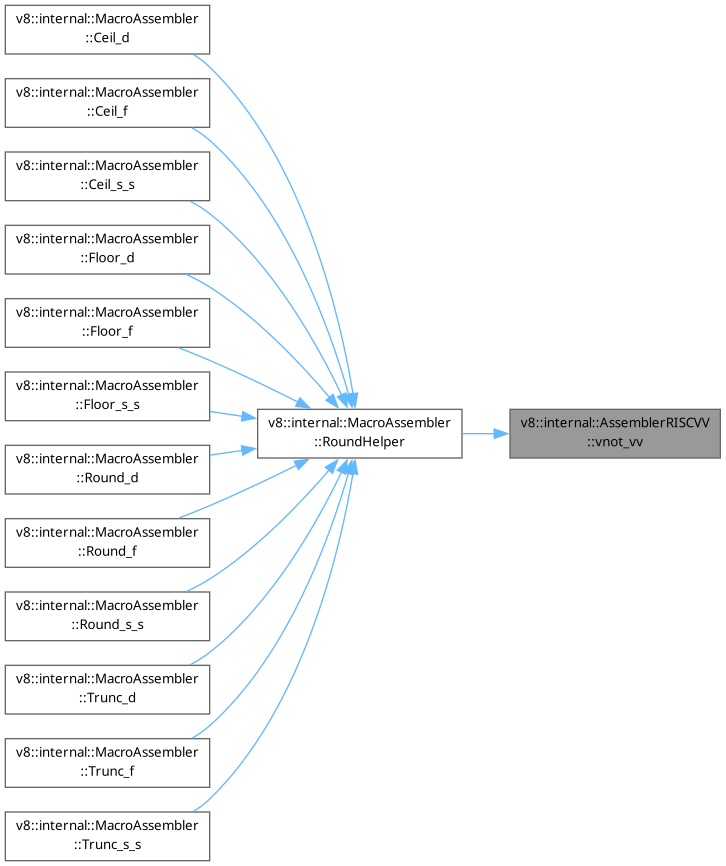 v8::internal::MacroAssembler
::Ceil_d
v8::internal::MacroAssembler
::Ceil_f
v8::internal::MacroAssembler
::Ceil_s_s
v8::internal::MacroAssembler
::Floor_d
v8::internal::MacroAssembler
::Floor_f
v8::internal::MacroAssembler
::Floor_s_s
v8::internal::MacroAssembler
::Round_d
v8::internal::MacroAssembler
::Round_f
v8::internal::MacroAssembler
::Round_s_s
v8::internal::MacroAssembler
::Trunc_d
v8::internal::MacroAssembler
::Trunc_f
v8::internal::MacroAssembler
::Trunc_s_s
v8::internal::MacroAssembler
::RoundHelper
v8::internal::AssemblerRISCVV
::vnot_vv